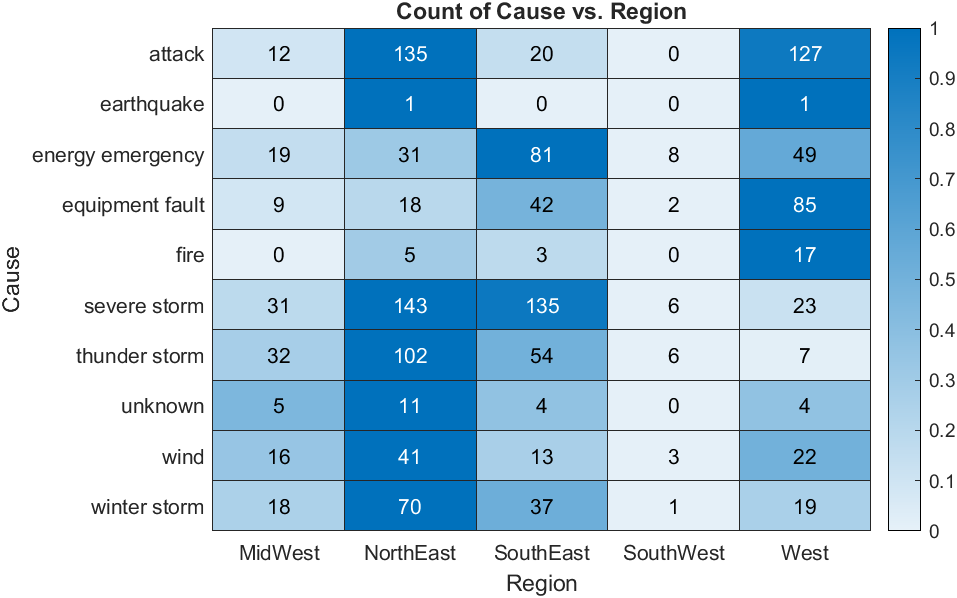 Count of Cause vs. Region
attack 12 135 20 0 127
earthquake 0 1 0 0 1
energy emergency 19 31 81 8 49
equipment fault 9 18 42 2 85
fire 0 5 3 0 17
severe storm 31 143 135 6 23
thunder storm 32 102 54 6 7
unknown 5 11 4 0 4
wind 16 41 13 3 22
winter storm 18 70 37 1 19
MidWest NorthEast SouthEast SouthWest West
Region
Cause
1
0.9
0.8
0.7
0.6
0.5
0.4
0.3
0.2
0.1
0